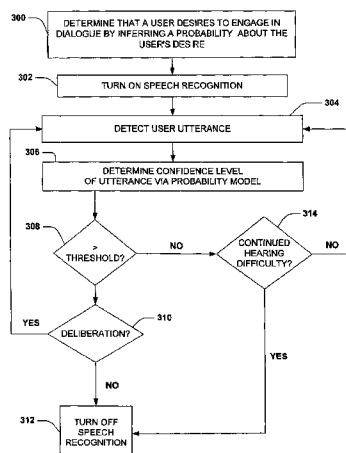 300
DETERMINE THAT A USER DESIRES TO ENGAGE IN
DIALOGUE BY INFERRING A PROBABILITY ABOUT THE
USER'S DESIRE
302
TURN ON SPEECH RECOGNITION
304
DETECT USER UTTERANCE
306
DETERMINE CONFIDENCE LEVEL
OF UTTERANCE VIA PROBABILITY MODEL
308
>
THRESHOLD?
NO
314
CONTINUED
HEARING
DIFFICULTY?
NO
YES
DELIBERATION?
310
YES
NO
312
TURN OFF
SPEECH
RECOGNITION